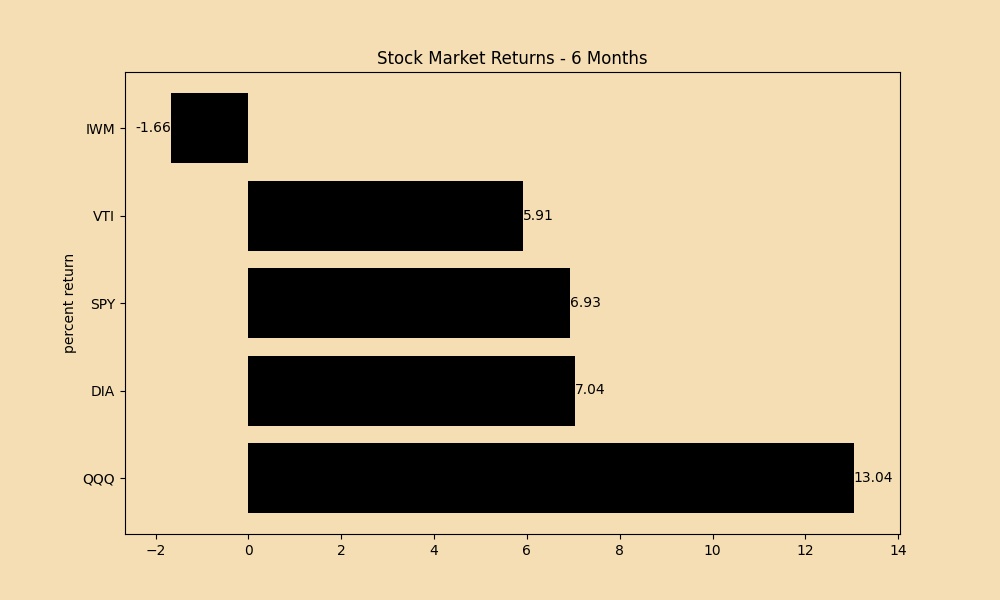 Stock Market Returns - 6 Months
IWM
-1.66
VTI
5.91
percent return
SPY
6.93
DIA
7.04
QQQ
13.04
−2 0 2 4 6 8 10 12 14